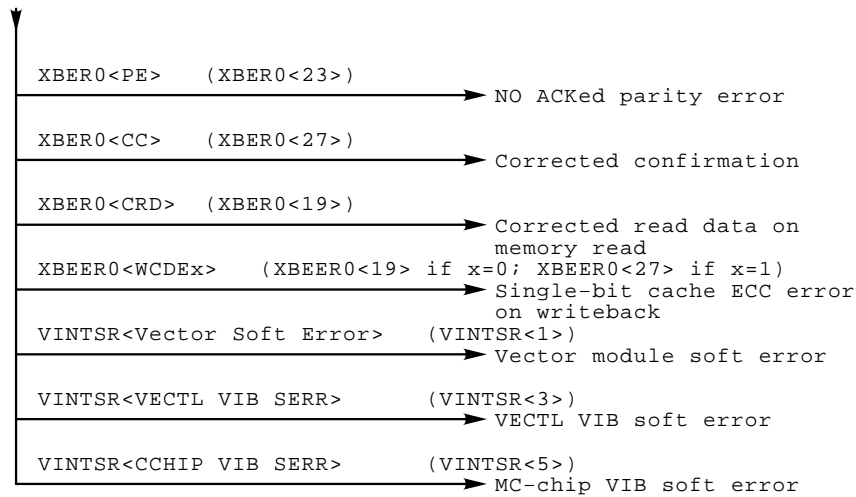 XBER0<PE> (XBER0<23>)
NO ACKed parity error
XBER0<CC> (XBER0<27>)
Corrected confirmation
XBER0<CRD> (XBER0<19>)
Corrected read data on
memory read
XBEER0<WCDEx> (XBEER0<19> if x=0; XBEER0<27> if x=1)
Single-bit cache ECC error
on writeback
VINTSR<Vector Soft Error> (VINTSR<1>)
Vector module soft error
VINTSR<VECTL VIB SERR> (VINTSR<3>)
VECTL VIB soft error
VINTSR<CCHIP VIB SERR> (VINTSR<5>)
MC-chip VIB soft error